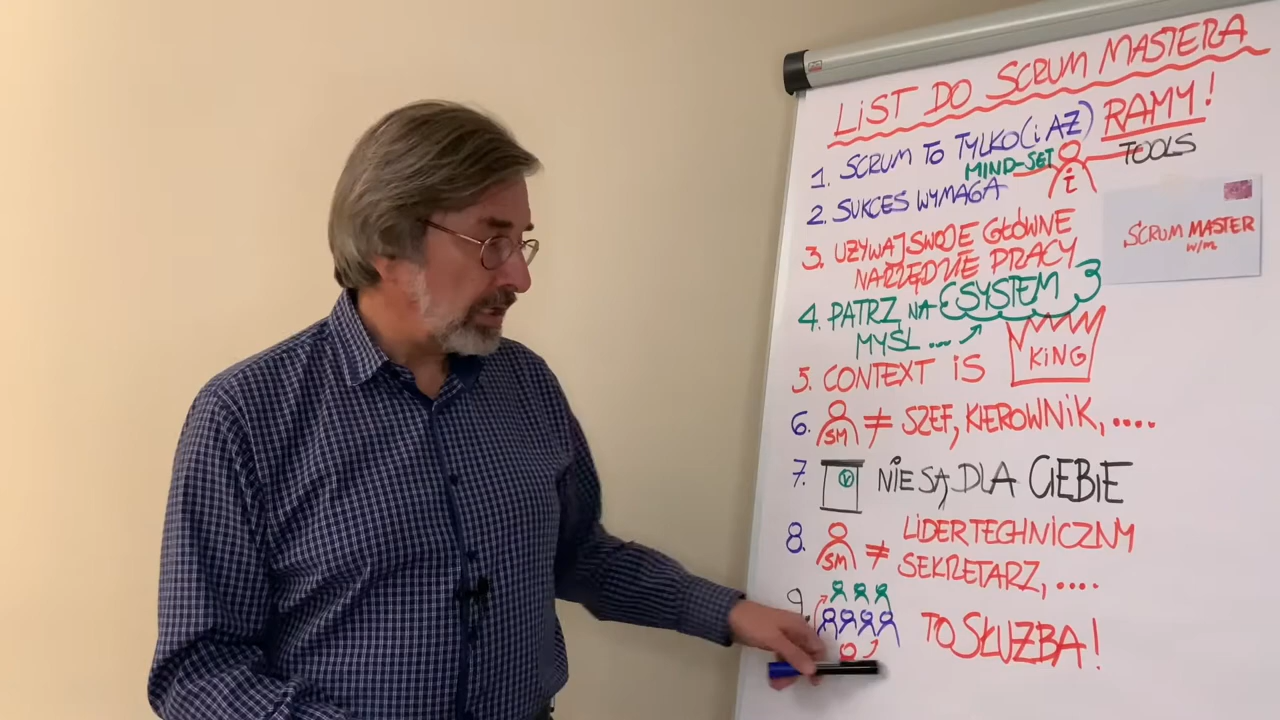 LIST DO SCRUM MASTERA
1. SCRUM TO TYLKO (i AŻ) RAMY!
MIND-SET i TOOLS
2. SUKCES WYMAGA
3. UŻYWAJ SWOJE GŁÓWNE
NARZĘDZIE PRACY
4. PATRZ NA SYSTEM
MYŚL ...
5. CONTEXT iS KiNG
6. SM ≠ SZEF, KIEROWNiK, ....
7. V NIE SĄ DLA CIEBIE
8. SM ≠ LiDER TECHNICZNY
SEKRETARZ, ....
9. TO SŁUŻBA!
SCRUM MASTER
w/m